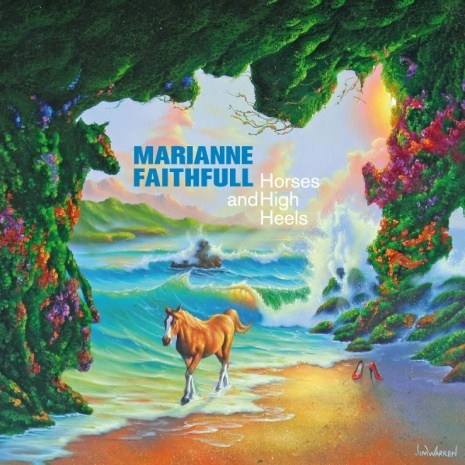 MARIANNE
FAITHFULL Horses
and High
Heels
JIM WARREN